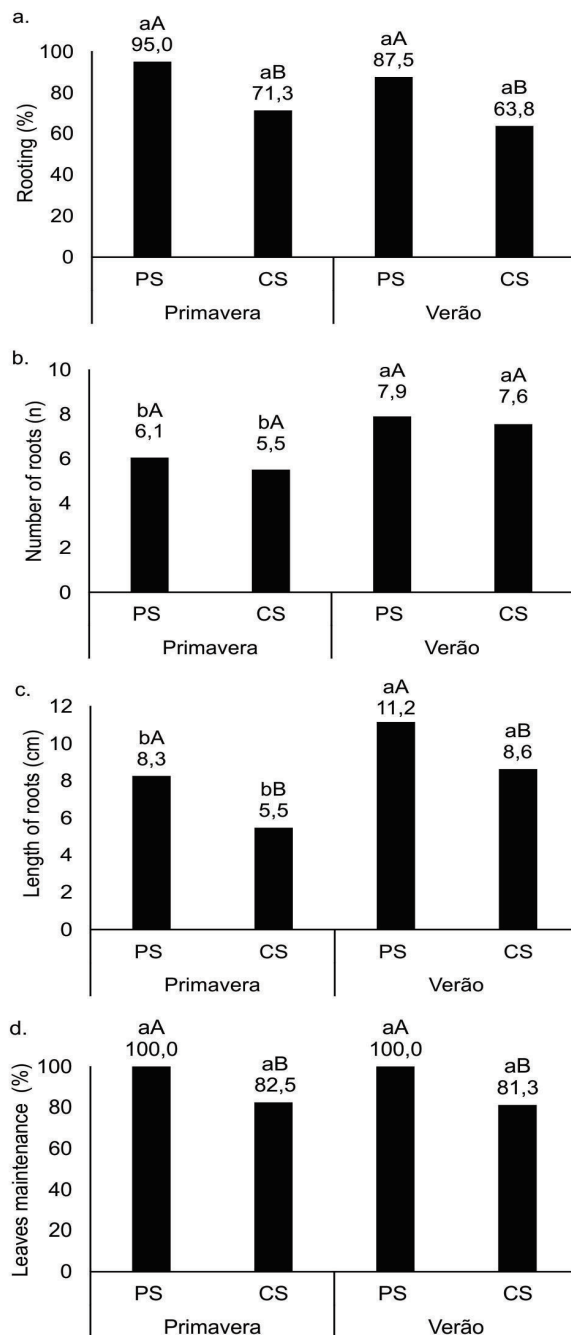 a.
aA
95,0
aB
71,3
aA
87,5
aB
63,8
Rooting (%)
100
80
60
40
20
0
PS
CS
PS
CS
Primavera
Verão
b.
bA
6,1
bA
5,5
aA
7,9
aA
7,6
Number of roots (n)
10
8
6
4
2
0
PS
CS
PS
CS
Primavera
Verão
c.
bA
8,3
bB
5,5
aA
11,2
aB
8,6
Length of roots (cm)
12
10
8
6
4
2
0
PS
CS
PS
CS
Primavera
Verão
d.
aA
100,0
aB
82,5
aA
100,0
aB
81,3
Leaves maintenance (%)
100
80
60
40
20
0
PS
CS
PS
CS
Primavera
Verão